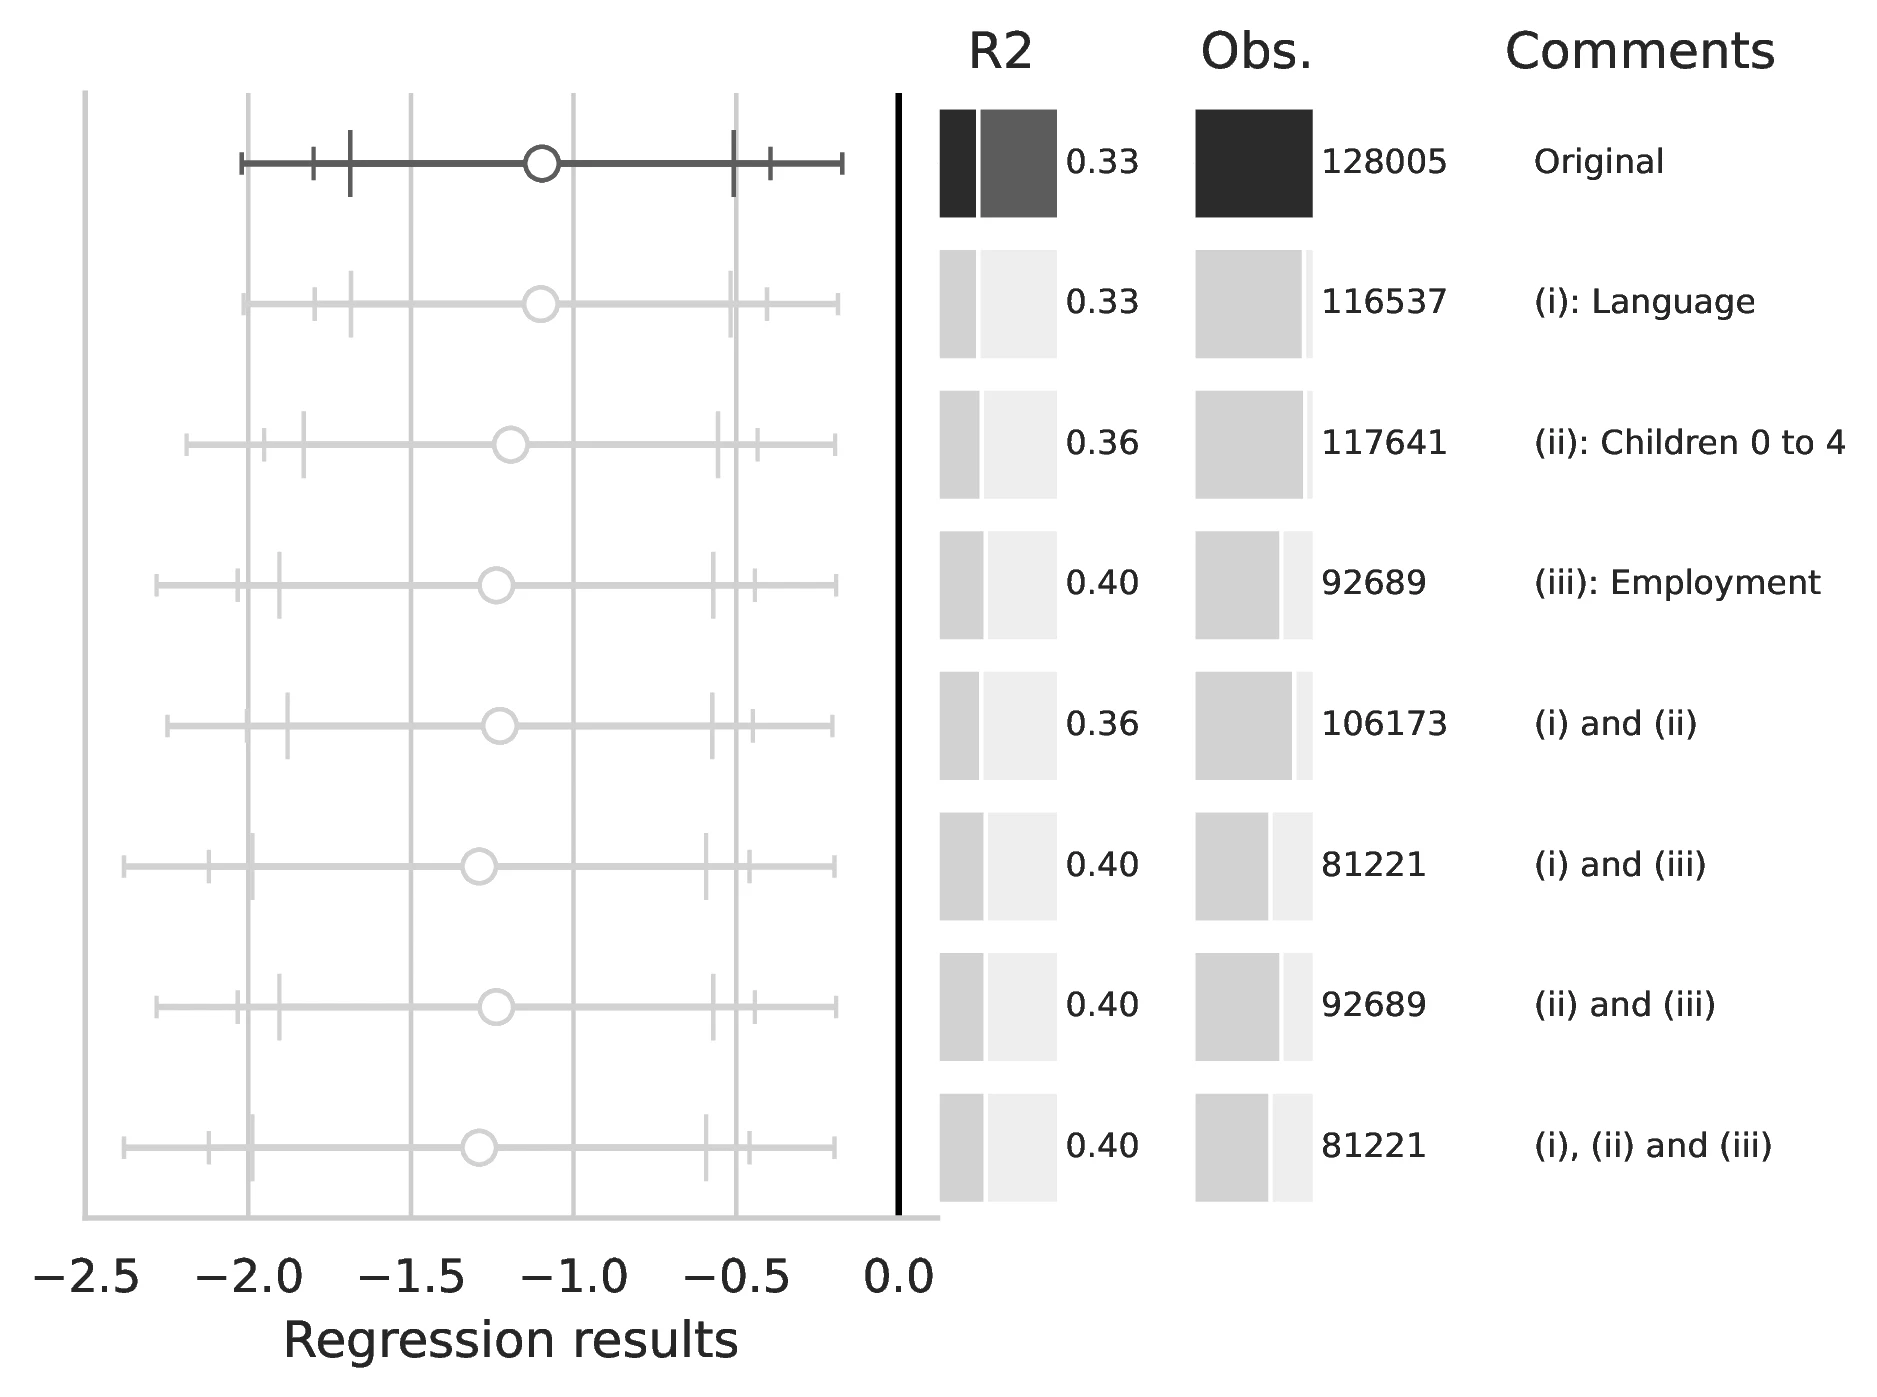 R2 Obs. Comments
0.33 128005 Original
0.33 116537 (i): Language
0.36 117641 (ii): Children 0 to 4
0.40 92689 (iii): Employment
0.36 106173 (i) and (ii)
0.40 81221 (i) and (iii)
0.40 92689 (ii) and (iii)
0.40 81221 (i), (ii) and (iii)
−2.5 −2.0 −1.5 −1.0 −0.5 0.0
Regression results